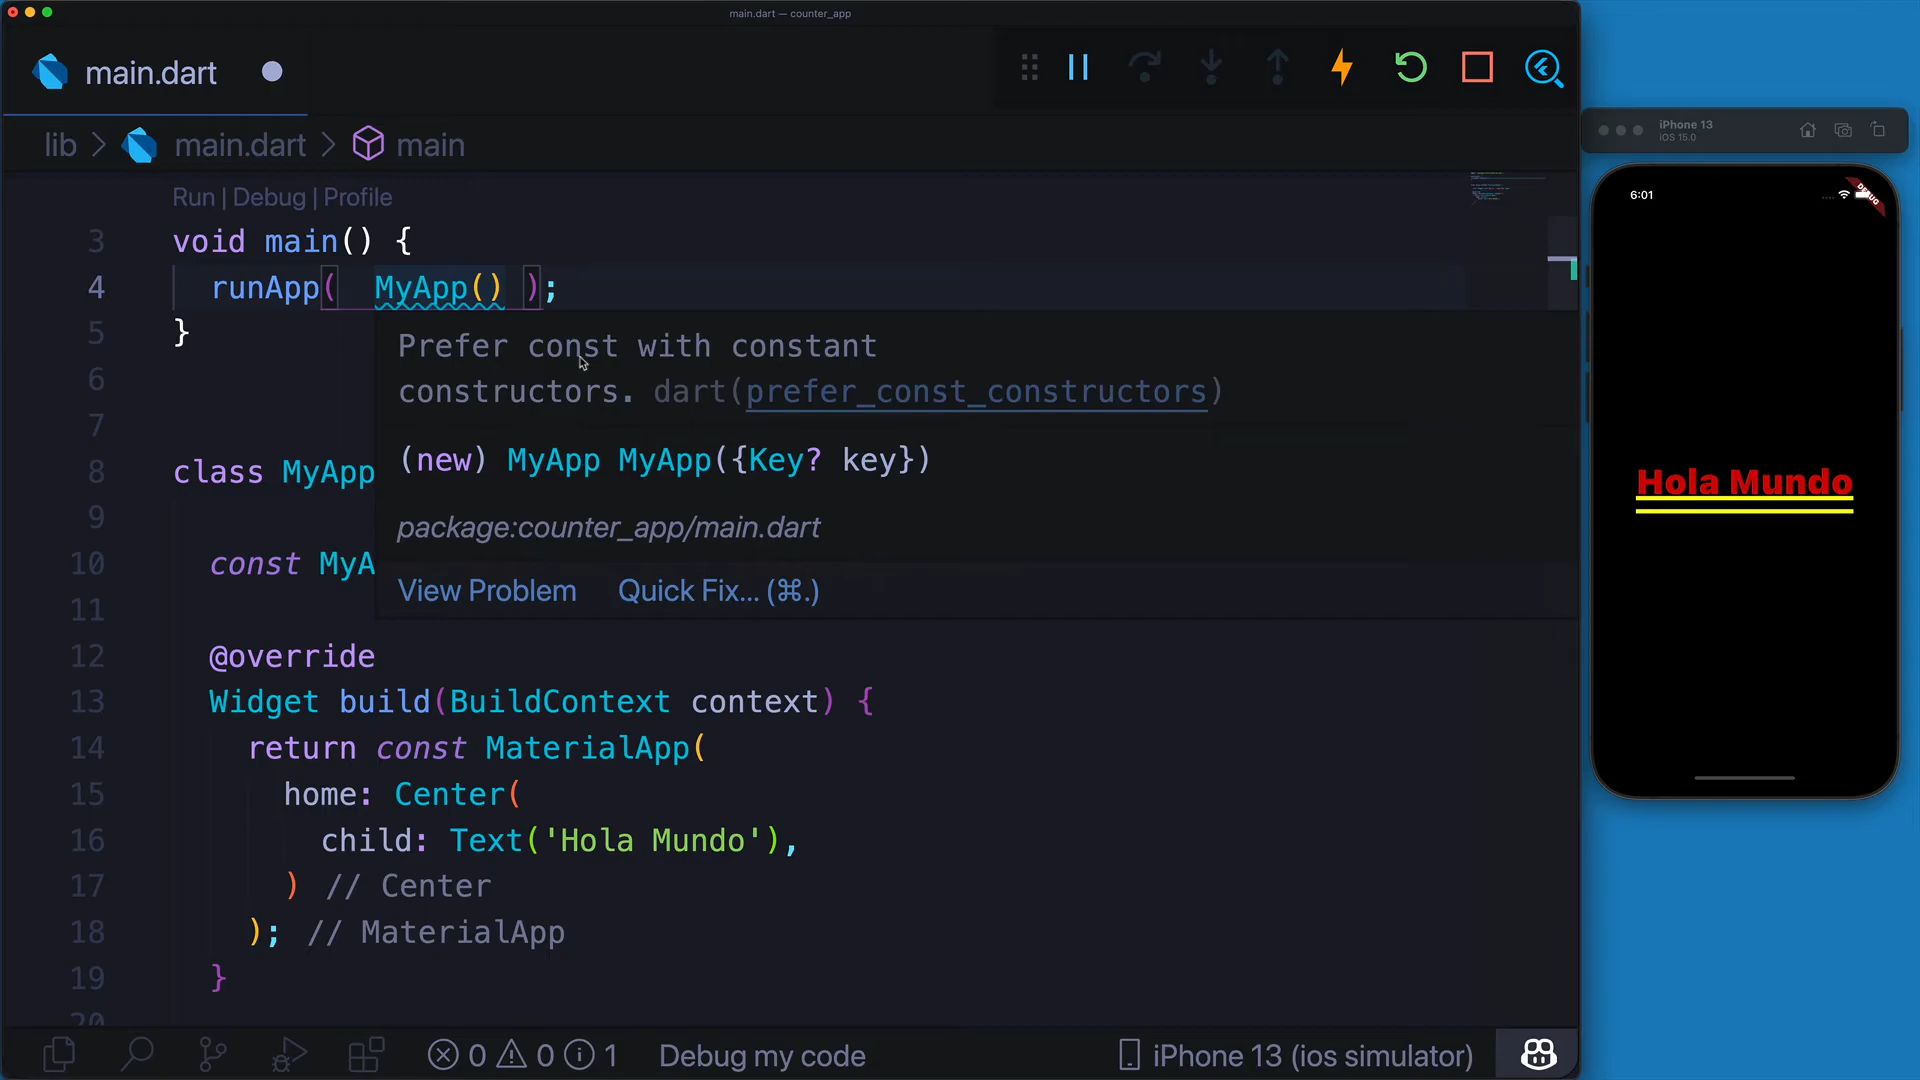 main.dart — counter_app
main.dart
lib > main.dart > main
Run | Debug | Profile
3 void main() {
4 runApp(  MyApp() );
5 }
6
7
8 class MyApp
9
10 const MyA
11
12 @override
13 Widget build(BuildContext context) {
14 return const MaterialApp(
15 home: Center(
16 child: Text('Hola Mundo'),
17 ) // Center
18 ); // MaterialApp
19 }
20
Prefer const with constant
constructors. dart(prefer_const_constructors)
(new) MyApp MyApp({Key? key})
package:counter_app/main.dart
View Problem Quick Fix... (⌘.)
0 0 1 Debug my code iPhone 13 (ios simulator)
iPhone 13
iOS 15.0
6:01
DEBUG
Hola Mundo